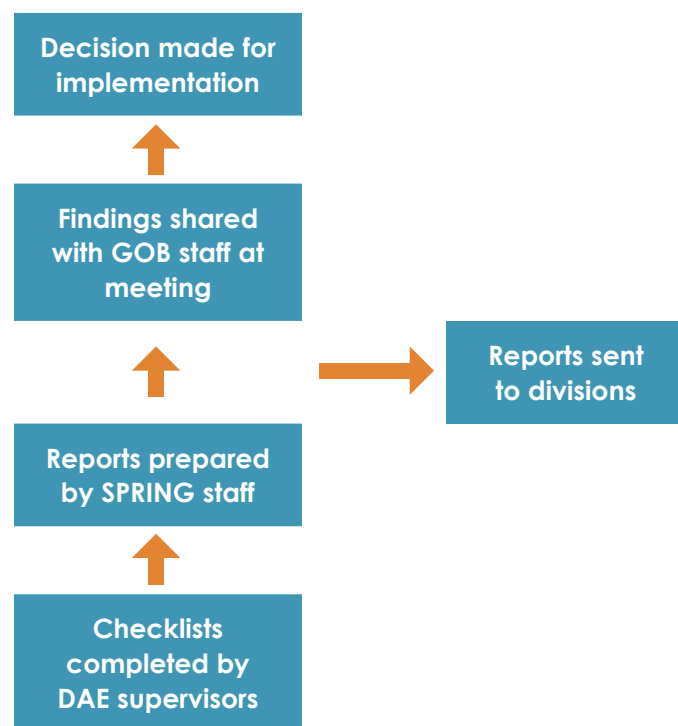 Decision made for
implementation
Findings shared
with GOB staff at
meeting
Reports sent
to divisions
Reports prepared
by SPRING staff
Checklists
completed by
DAE supervisors